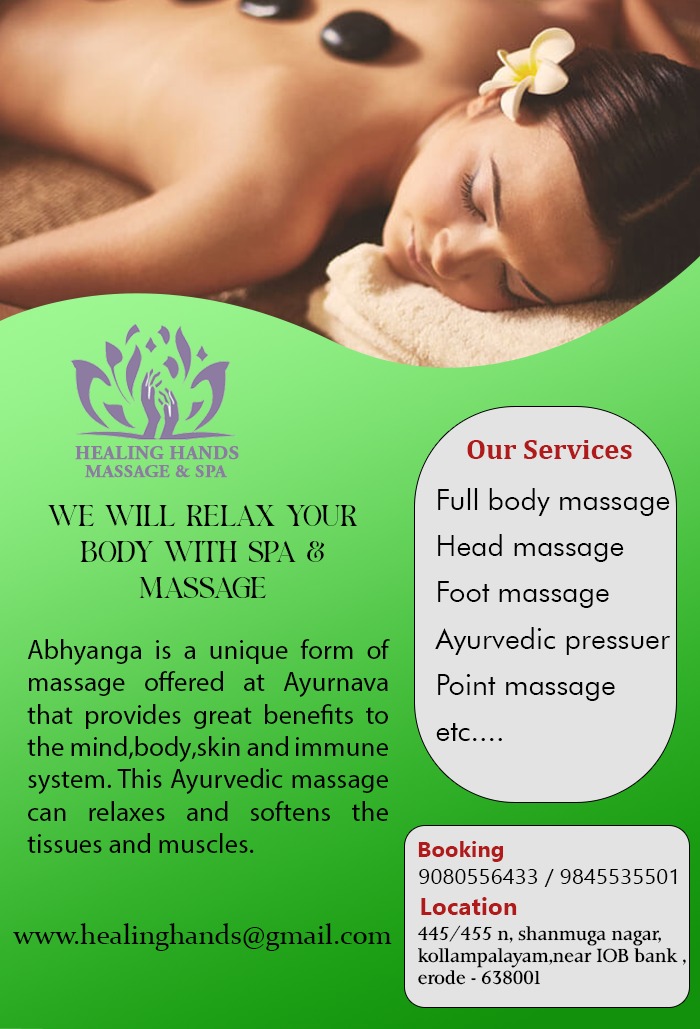 HEALING HANDS
MASSAGE & SPA
WE WILL RELAX YOUR
BODY WITH SPA &
MASSAGE
Abhyanga is a unique form of
massage offered at Ayurnava
that provides great benefits to
the mind,body,skin and immune
system. This Ayurvedic massage
can relaxes and softens the
tissues and muscles.
www.healinghands@gmail.com
Our Services
Full body massage
Head massage
Foot massage
Ayurvedic pressuer
Point massage
etc....
Booking
9080556433 / 9845535501
Location
445/455 n, shanmuga nagar,
kollampalayam,near IOB bank ,
erode - 638001